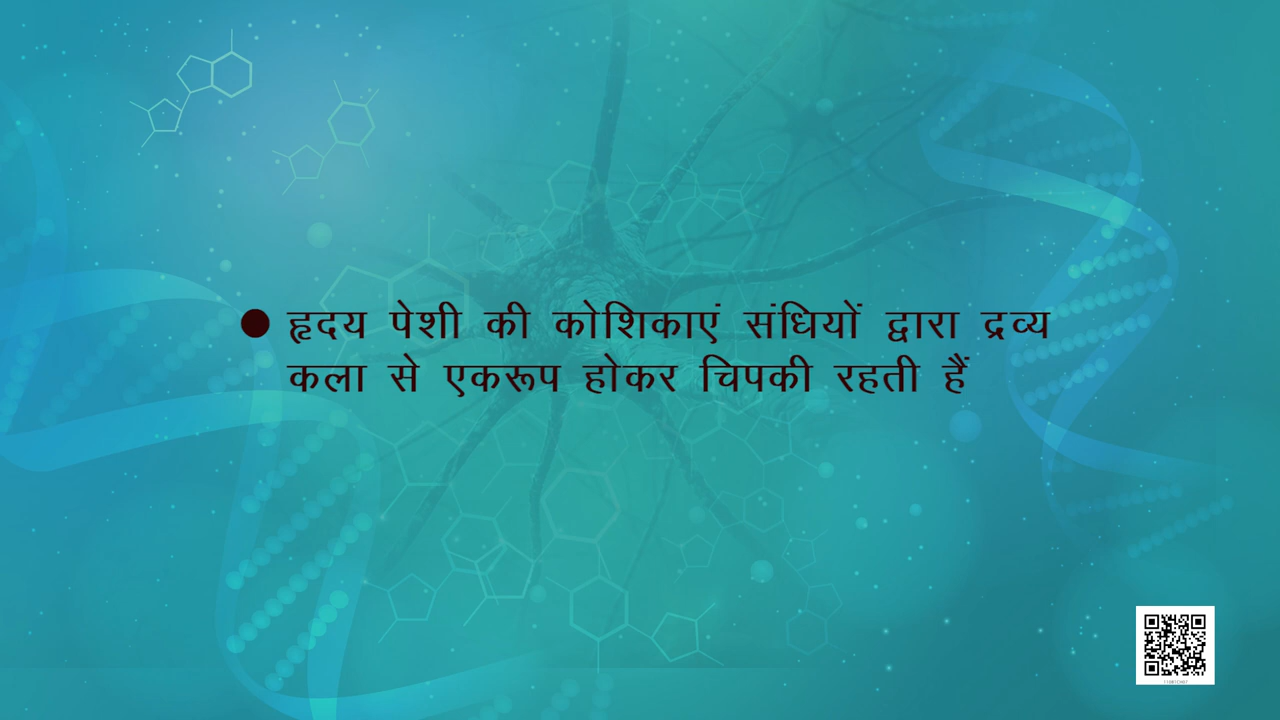 ● हृदय पेशी की कोशिकाएं संधियों द्वारा द्रव्य
कला से एकरूप होकर चिपकी रहती हैं